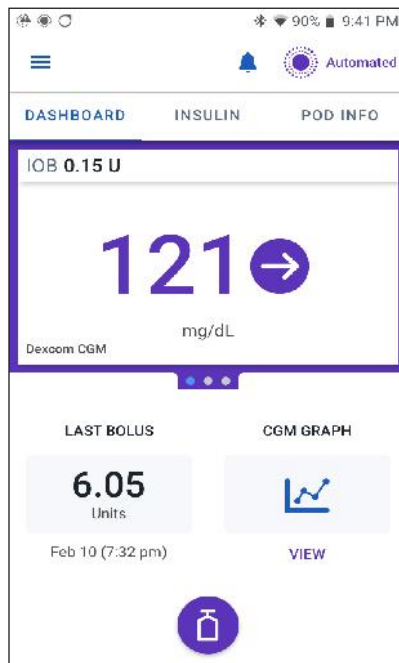 90% 9:41 PM
Automated
DASHBOARD INSULIN POD INFO
IOB 0.15 U
121
mg/dL
Dexcom CGM
LAST BOLUS CGM GRAPH
6.05
Units
Feb 10 (7:32 pm) VIEW